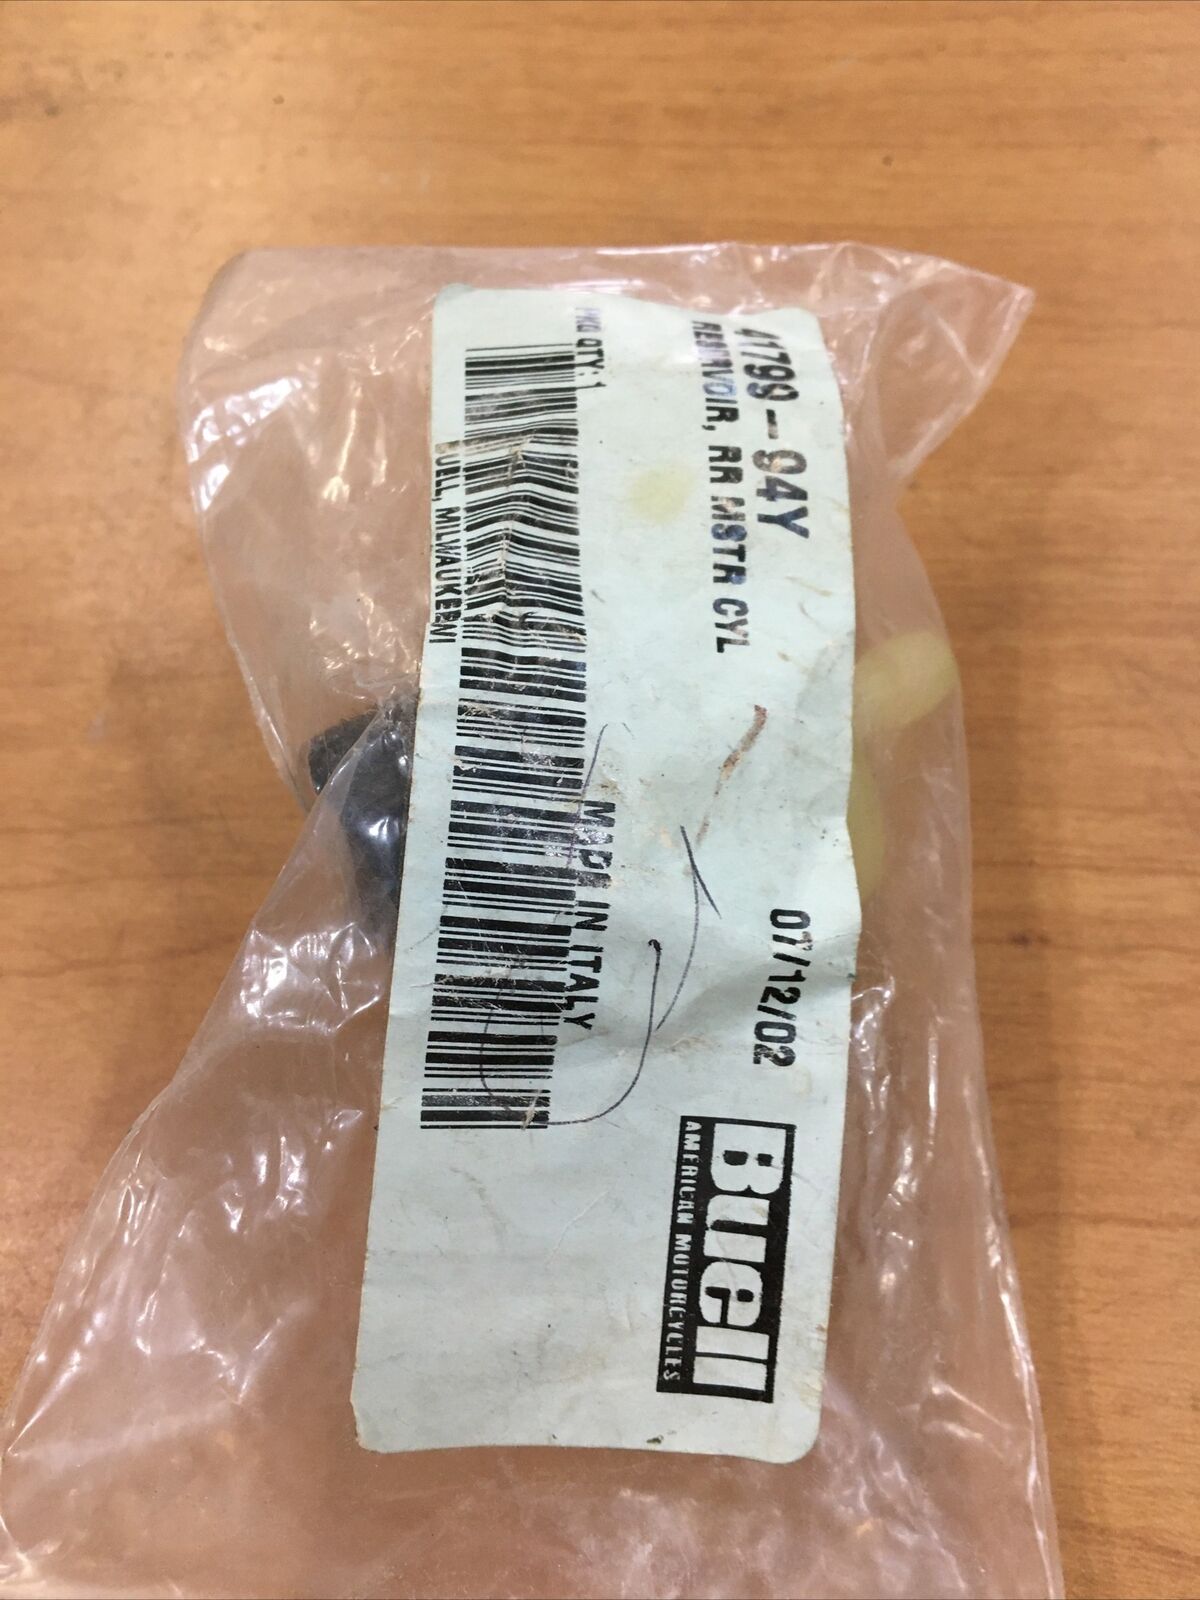 41799-94Y 07/12/02
RESERVOIR, RR MSTR CYL
PKG QTY: 1 MADE IN ITALY
BUELL, MILWAUKEE WI
Buell
AMERICAN MOTORCYCLES